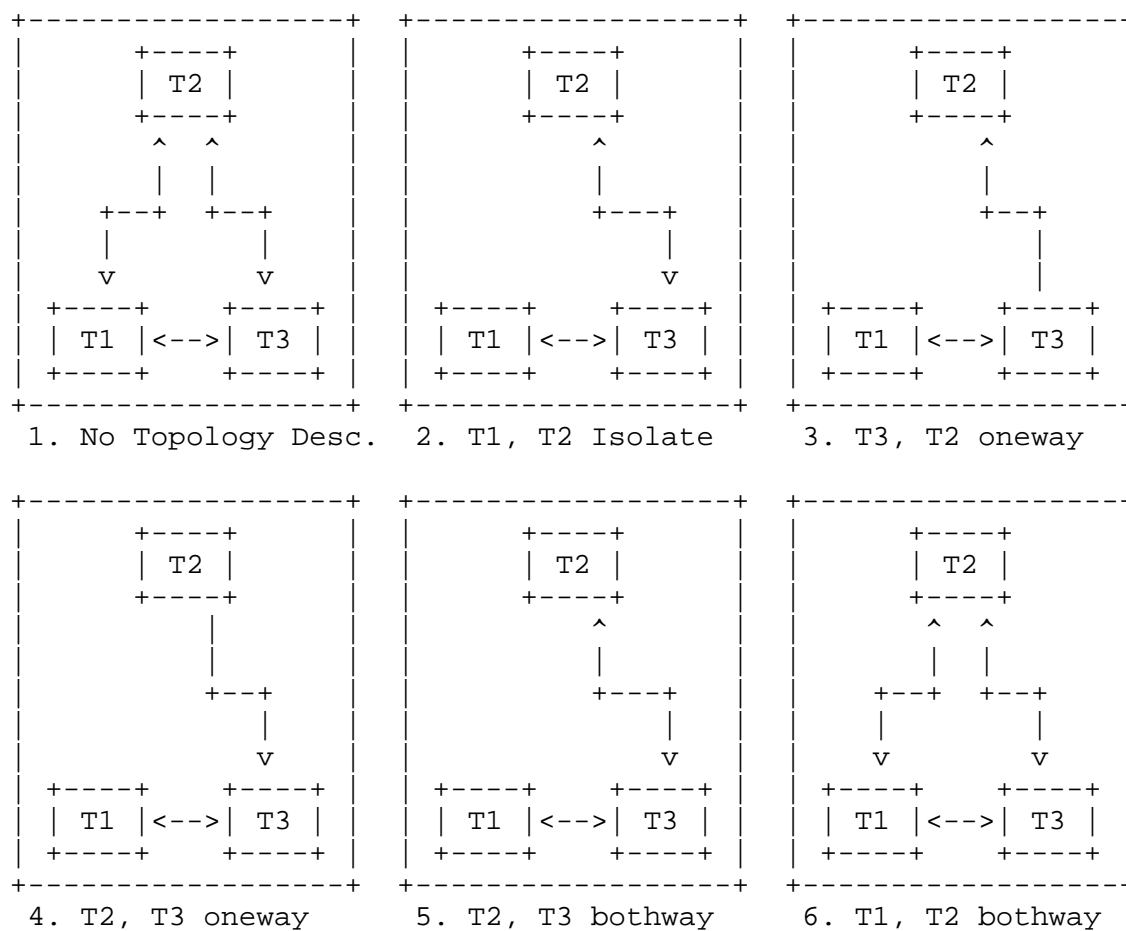 T2 T2 T2
T1 <--> T3 T1 <--> T3 T1 <--> T3
1. No Topology Desc. 2. T1, T2 Isolate 3. T3, T2 oneway
T2 T2 T2
T1 <--> T3 T1 <--> T3 T1 <--> T3
4. T2, T3 oneway 5. T2, T3 bothway 6. T1, T2 bothway